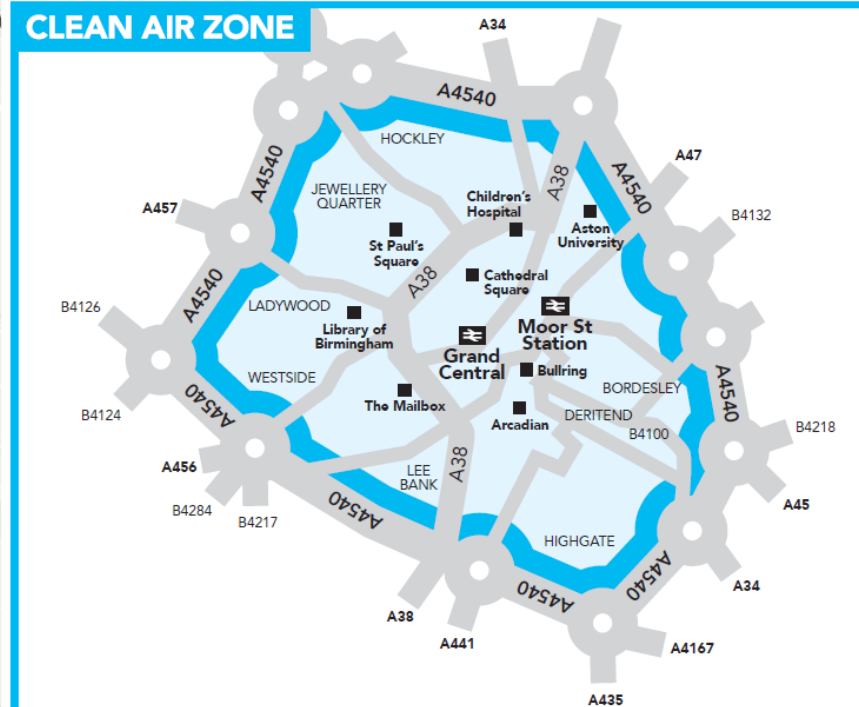 CLEAN AIR ZONE
A34
A4540
HOCKLEY
A4540
A38
A4540
A47
B4132
JEWELLERY
QUARTER
Children's
Hospital
A457
St Paul's
Square
Aston
University
A38
Cathedral
Square
A4540
B4126
LADYWOOD
Library of
Birmingham
Moor St
Station
Grand
Central
WESTSIDE
Bullring
BORDESLEY
A4540
The Mailbox
A4540
B4124
Arcadian
DERITEND
B4100
B4218
A456
LEE
BANK
A38
B4284
B4217
A4540
A45
HIGHGATE
A4540
A4540
A34
A38
A441
A4167
A435